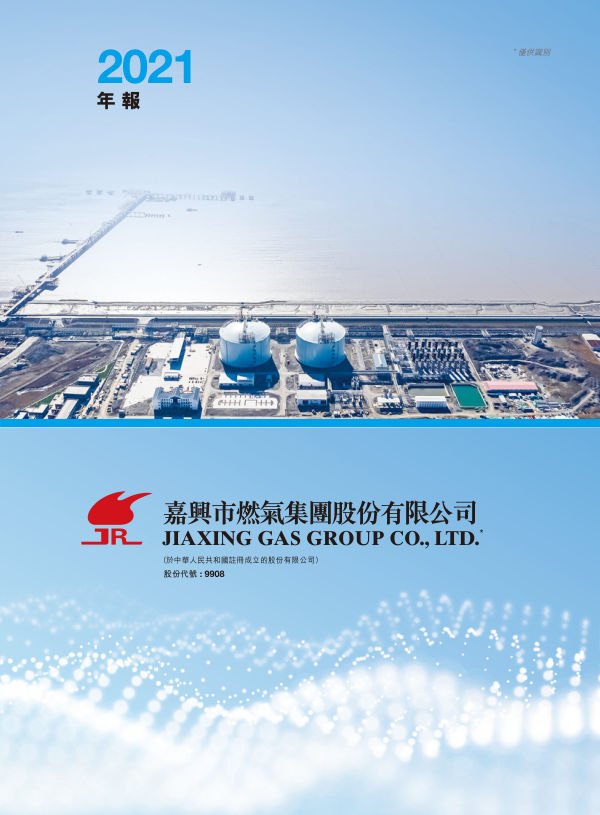 2021
年報
* 僅供識別
JR
嘉興市燃氣集團股份有限公司
JIAXING GAS GROUP CO., LTD.*
(於中華人民共和國註冊成立的股份有限公司)
股份代號 : 9908